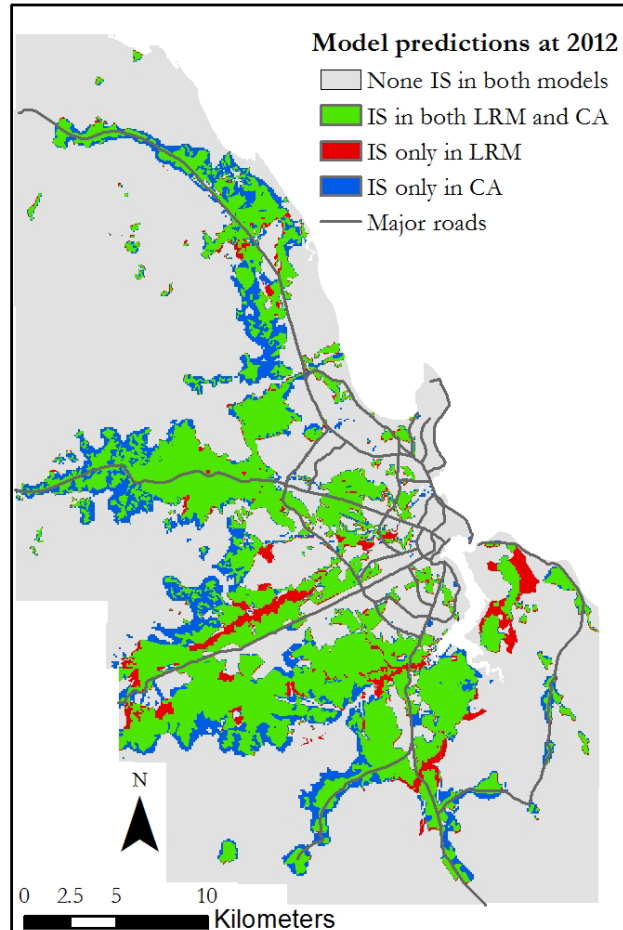 Model predictions at 2012
None IS in both models
IS in both LRM and CA
IS only in LRM
IS only in CA
Major roads
N
0 2.5 5 10
Kilometers